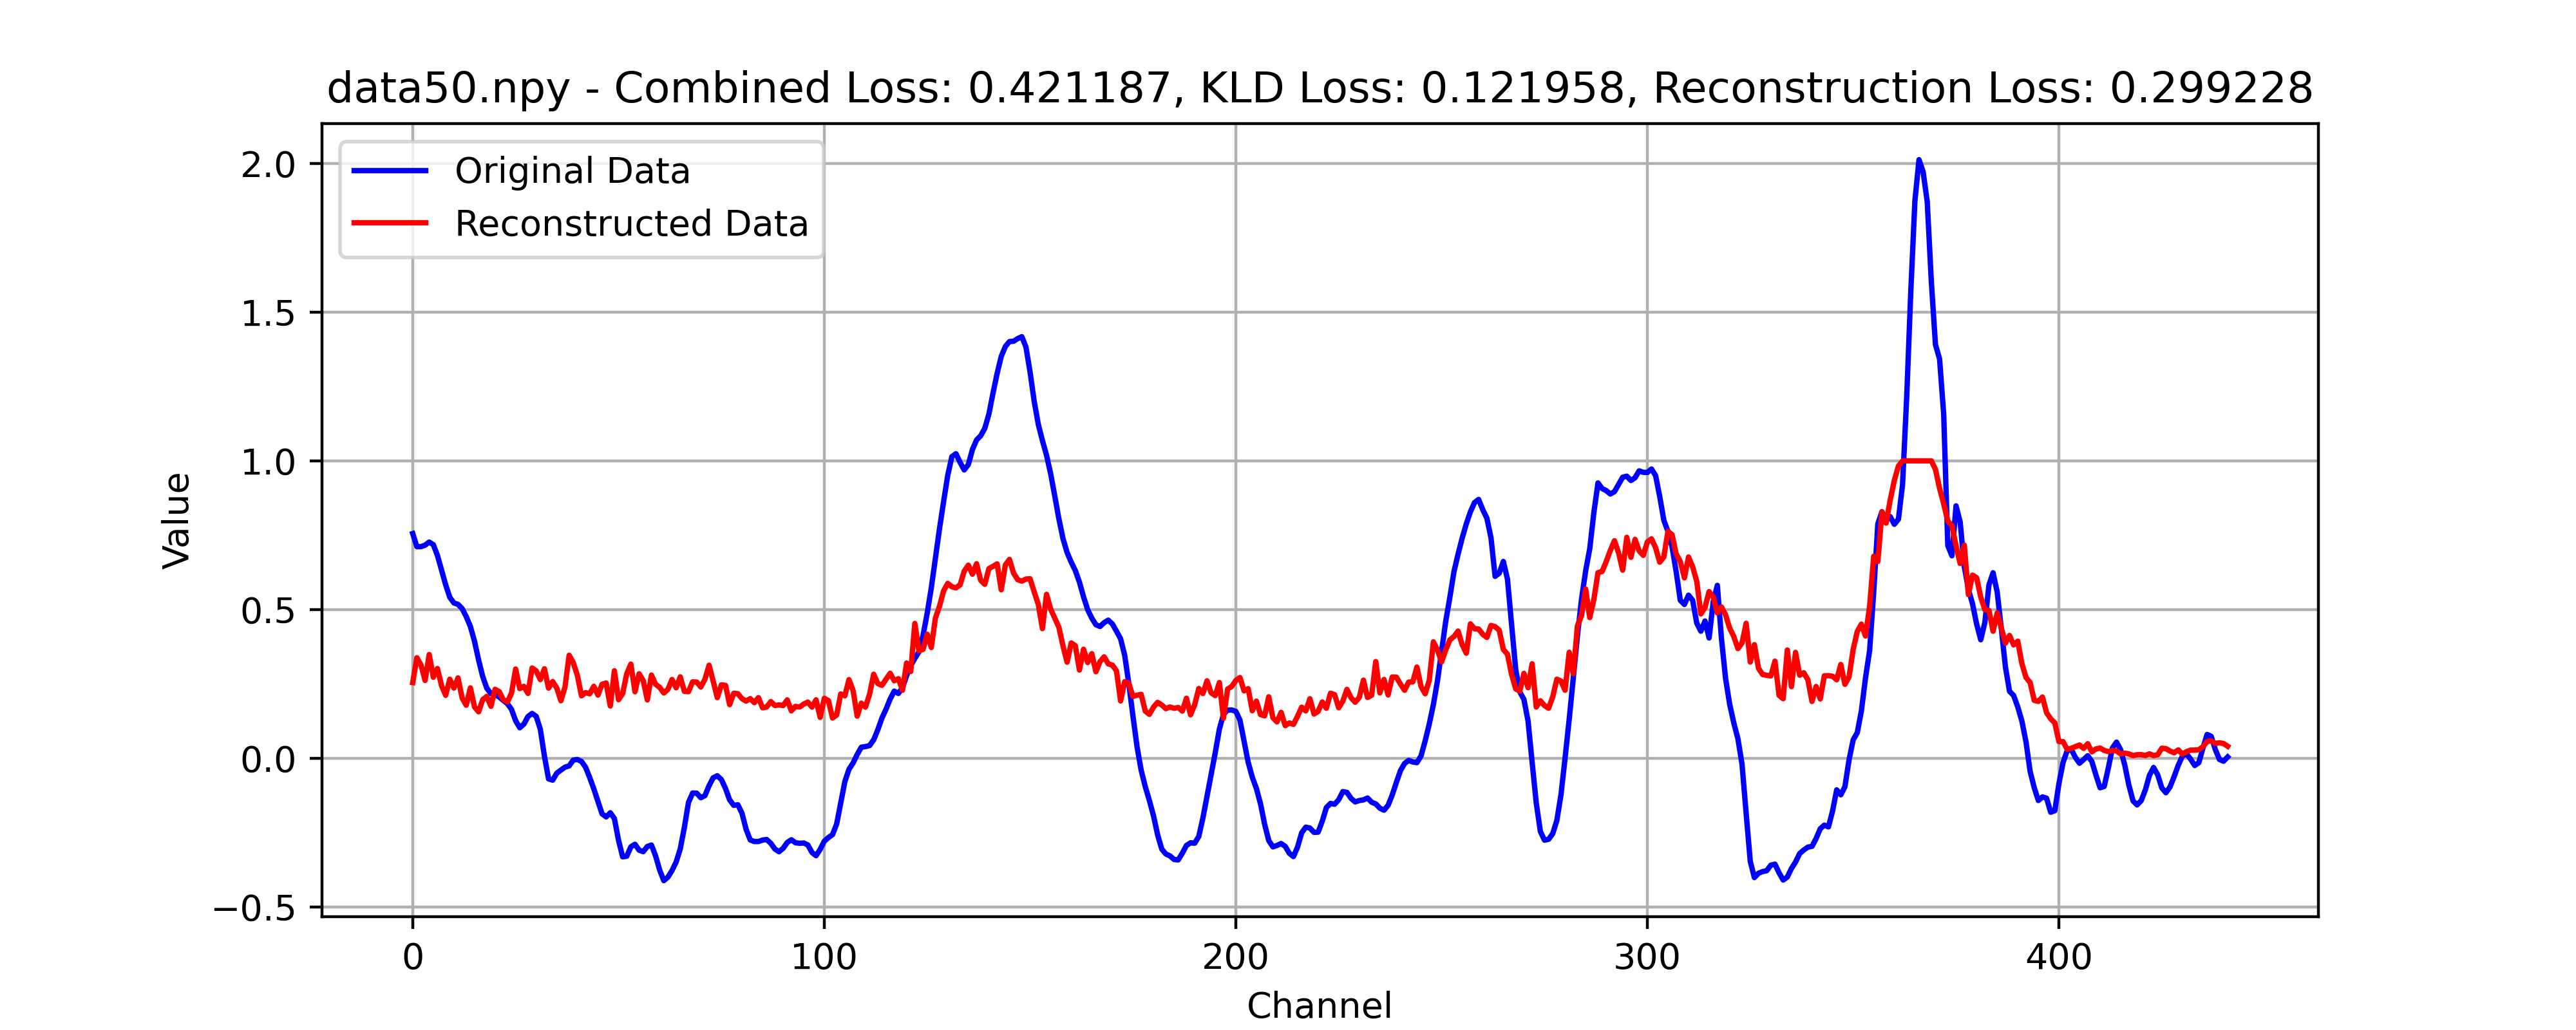 data50.npy - Combined Loss: 0.421187, KLD Loss: 0.121958, Reconstruction Loss: 0.299228
Original Data
Reconstructed Data
2.0
1.5
1.0
0.5
0.0
−0.5
Value
0 100 200 300 400
Channel